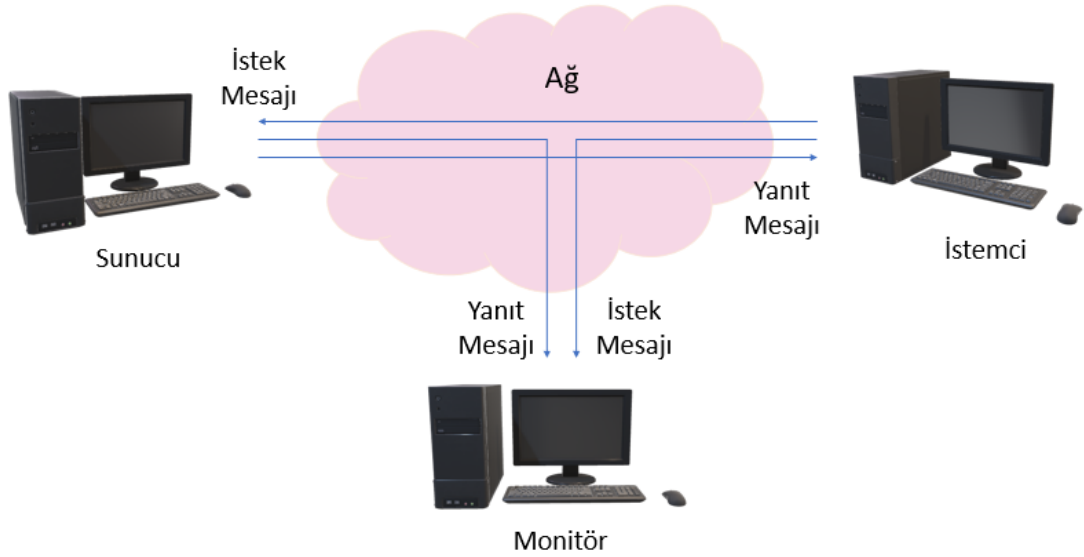 İstek
Mesajı
Ağ
Yanıt
Mesajı
Sunucu
İstemci
Yanıt
Mesajı
İstek
Mesajı
Monitör